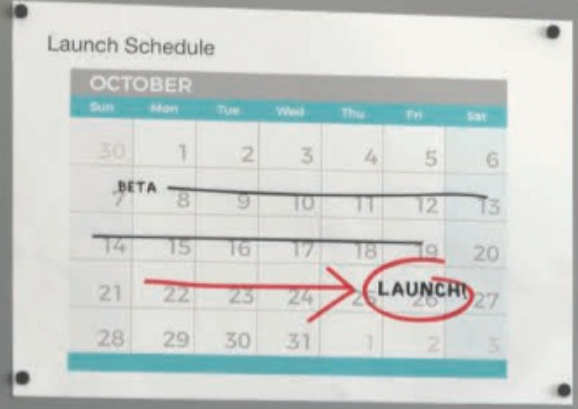 Launch Schedule
OCTOBER
Sun Mon Tue Wed Thu Fri Sat
30 1 2 3 4 5 6
BETA
7 8 9 10 11 12 13
14 15 16 17 18 19 20
LAUNCH!
21 22 23 24 25 26 27
28 29 30 31 1 2 3